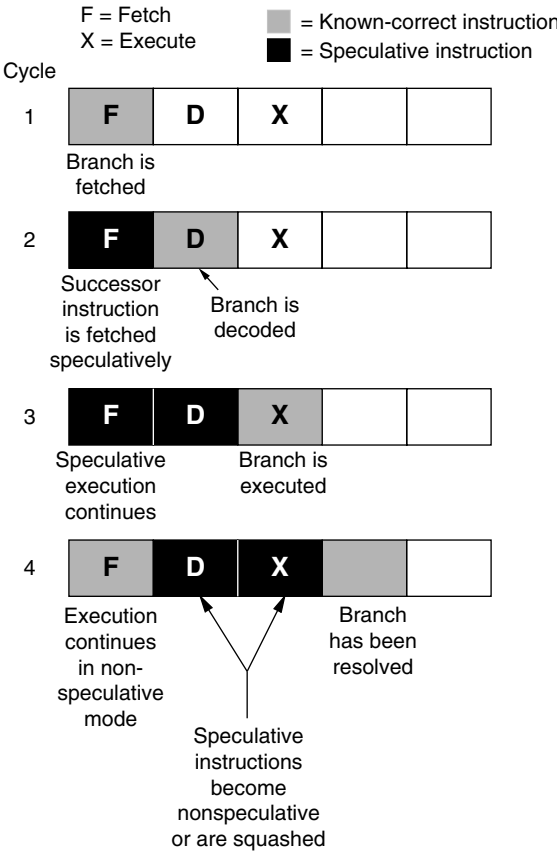 F = Fetch
X = Execute
= Known-correct instruction
= Speculative instruction
Cycle
1
F
D
X
Branch is
fetched
2
F
D
X
Successor
instruction
is fetched
speculatively
Branch is
decoded
3
F
D
X
Speculative
execution
continues
Branch is
executed
4
F
D
X
Execution
continues
in non-
speculative
mode
Branch
has been
resolved
Speculative
instructions
become
nonspeculative
or are squashed